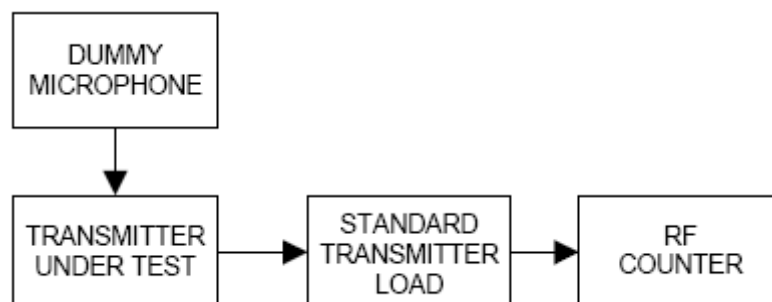 DUMMY
MICROPHONE
TRANSMITTER
UNDER TEST
STANDARD
TRANSMITTER
LOAD
RF
COUNTER